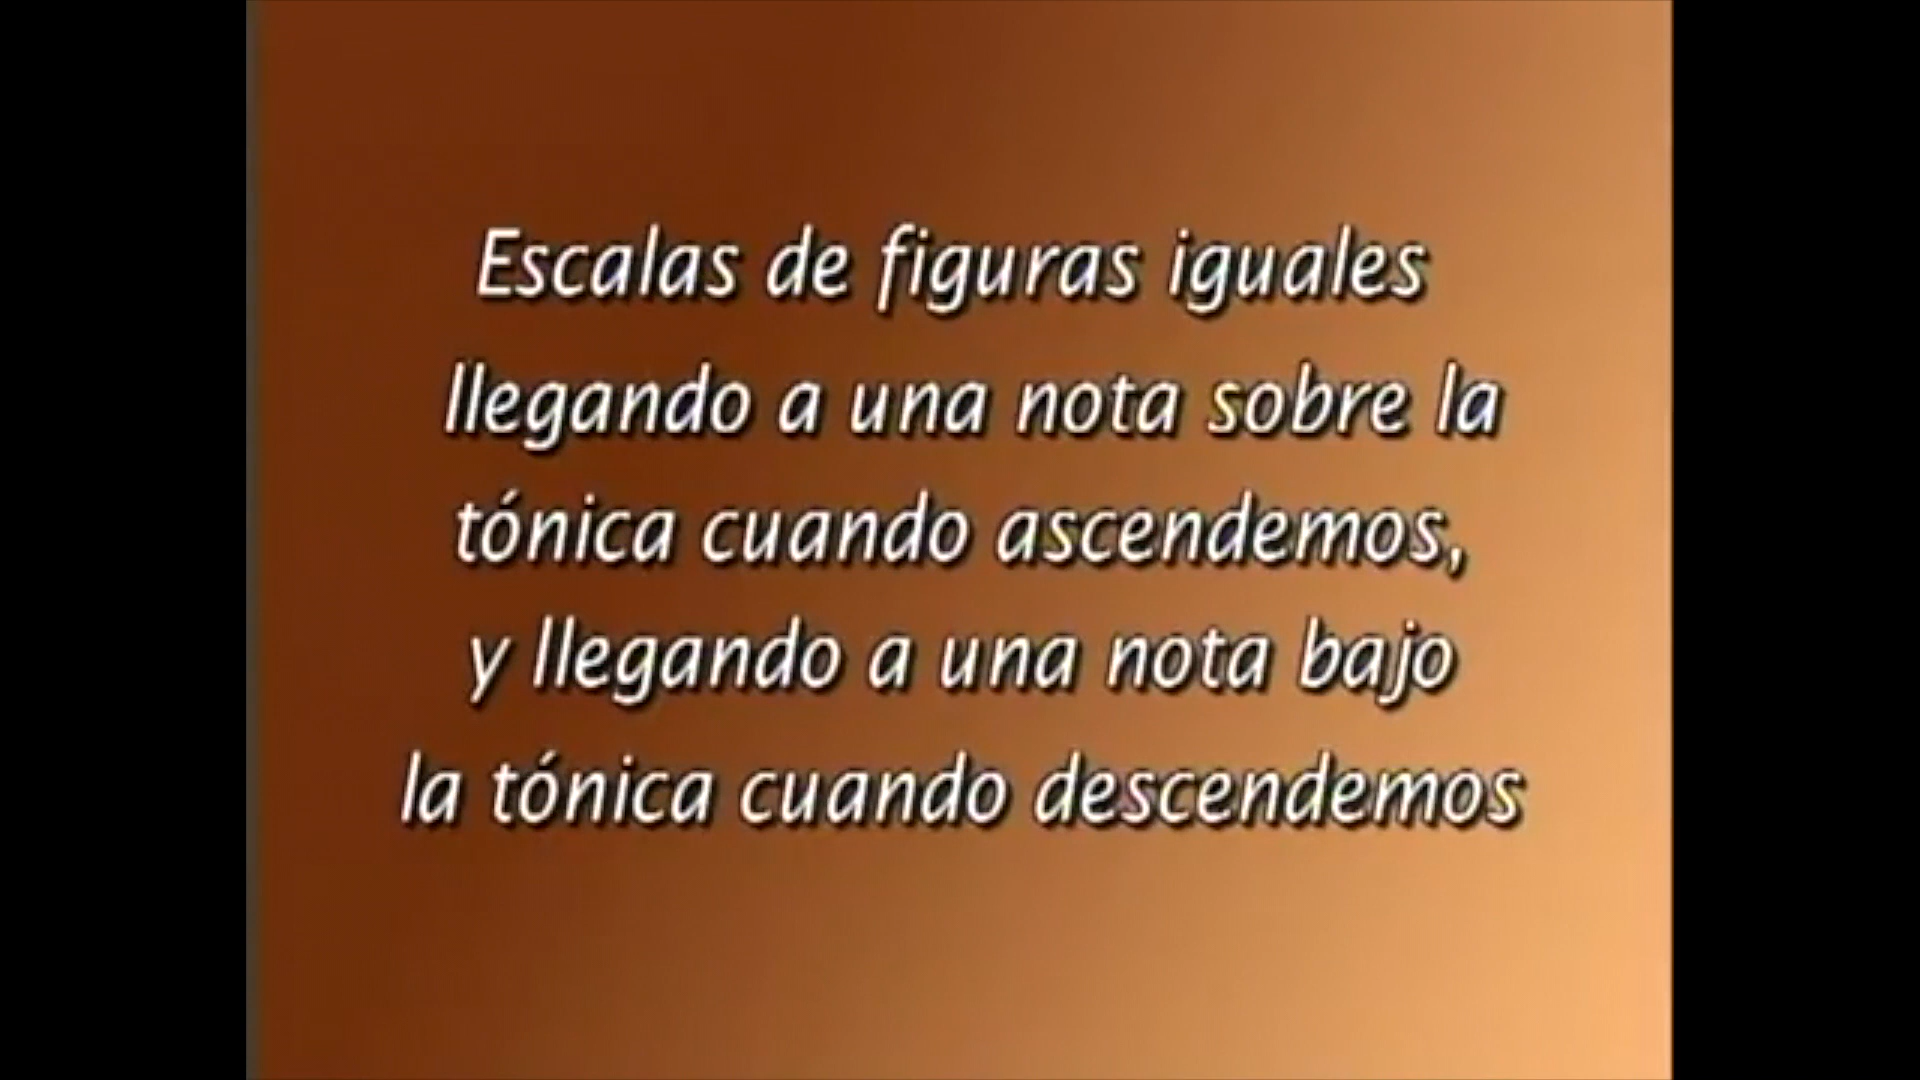 Escalas de figuras iguales
llegando a una nota sobre la
tónica cuando ascendemos,
y llegando a una nota bajo
la tónica cuando descendemos